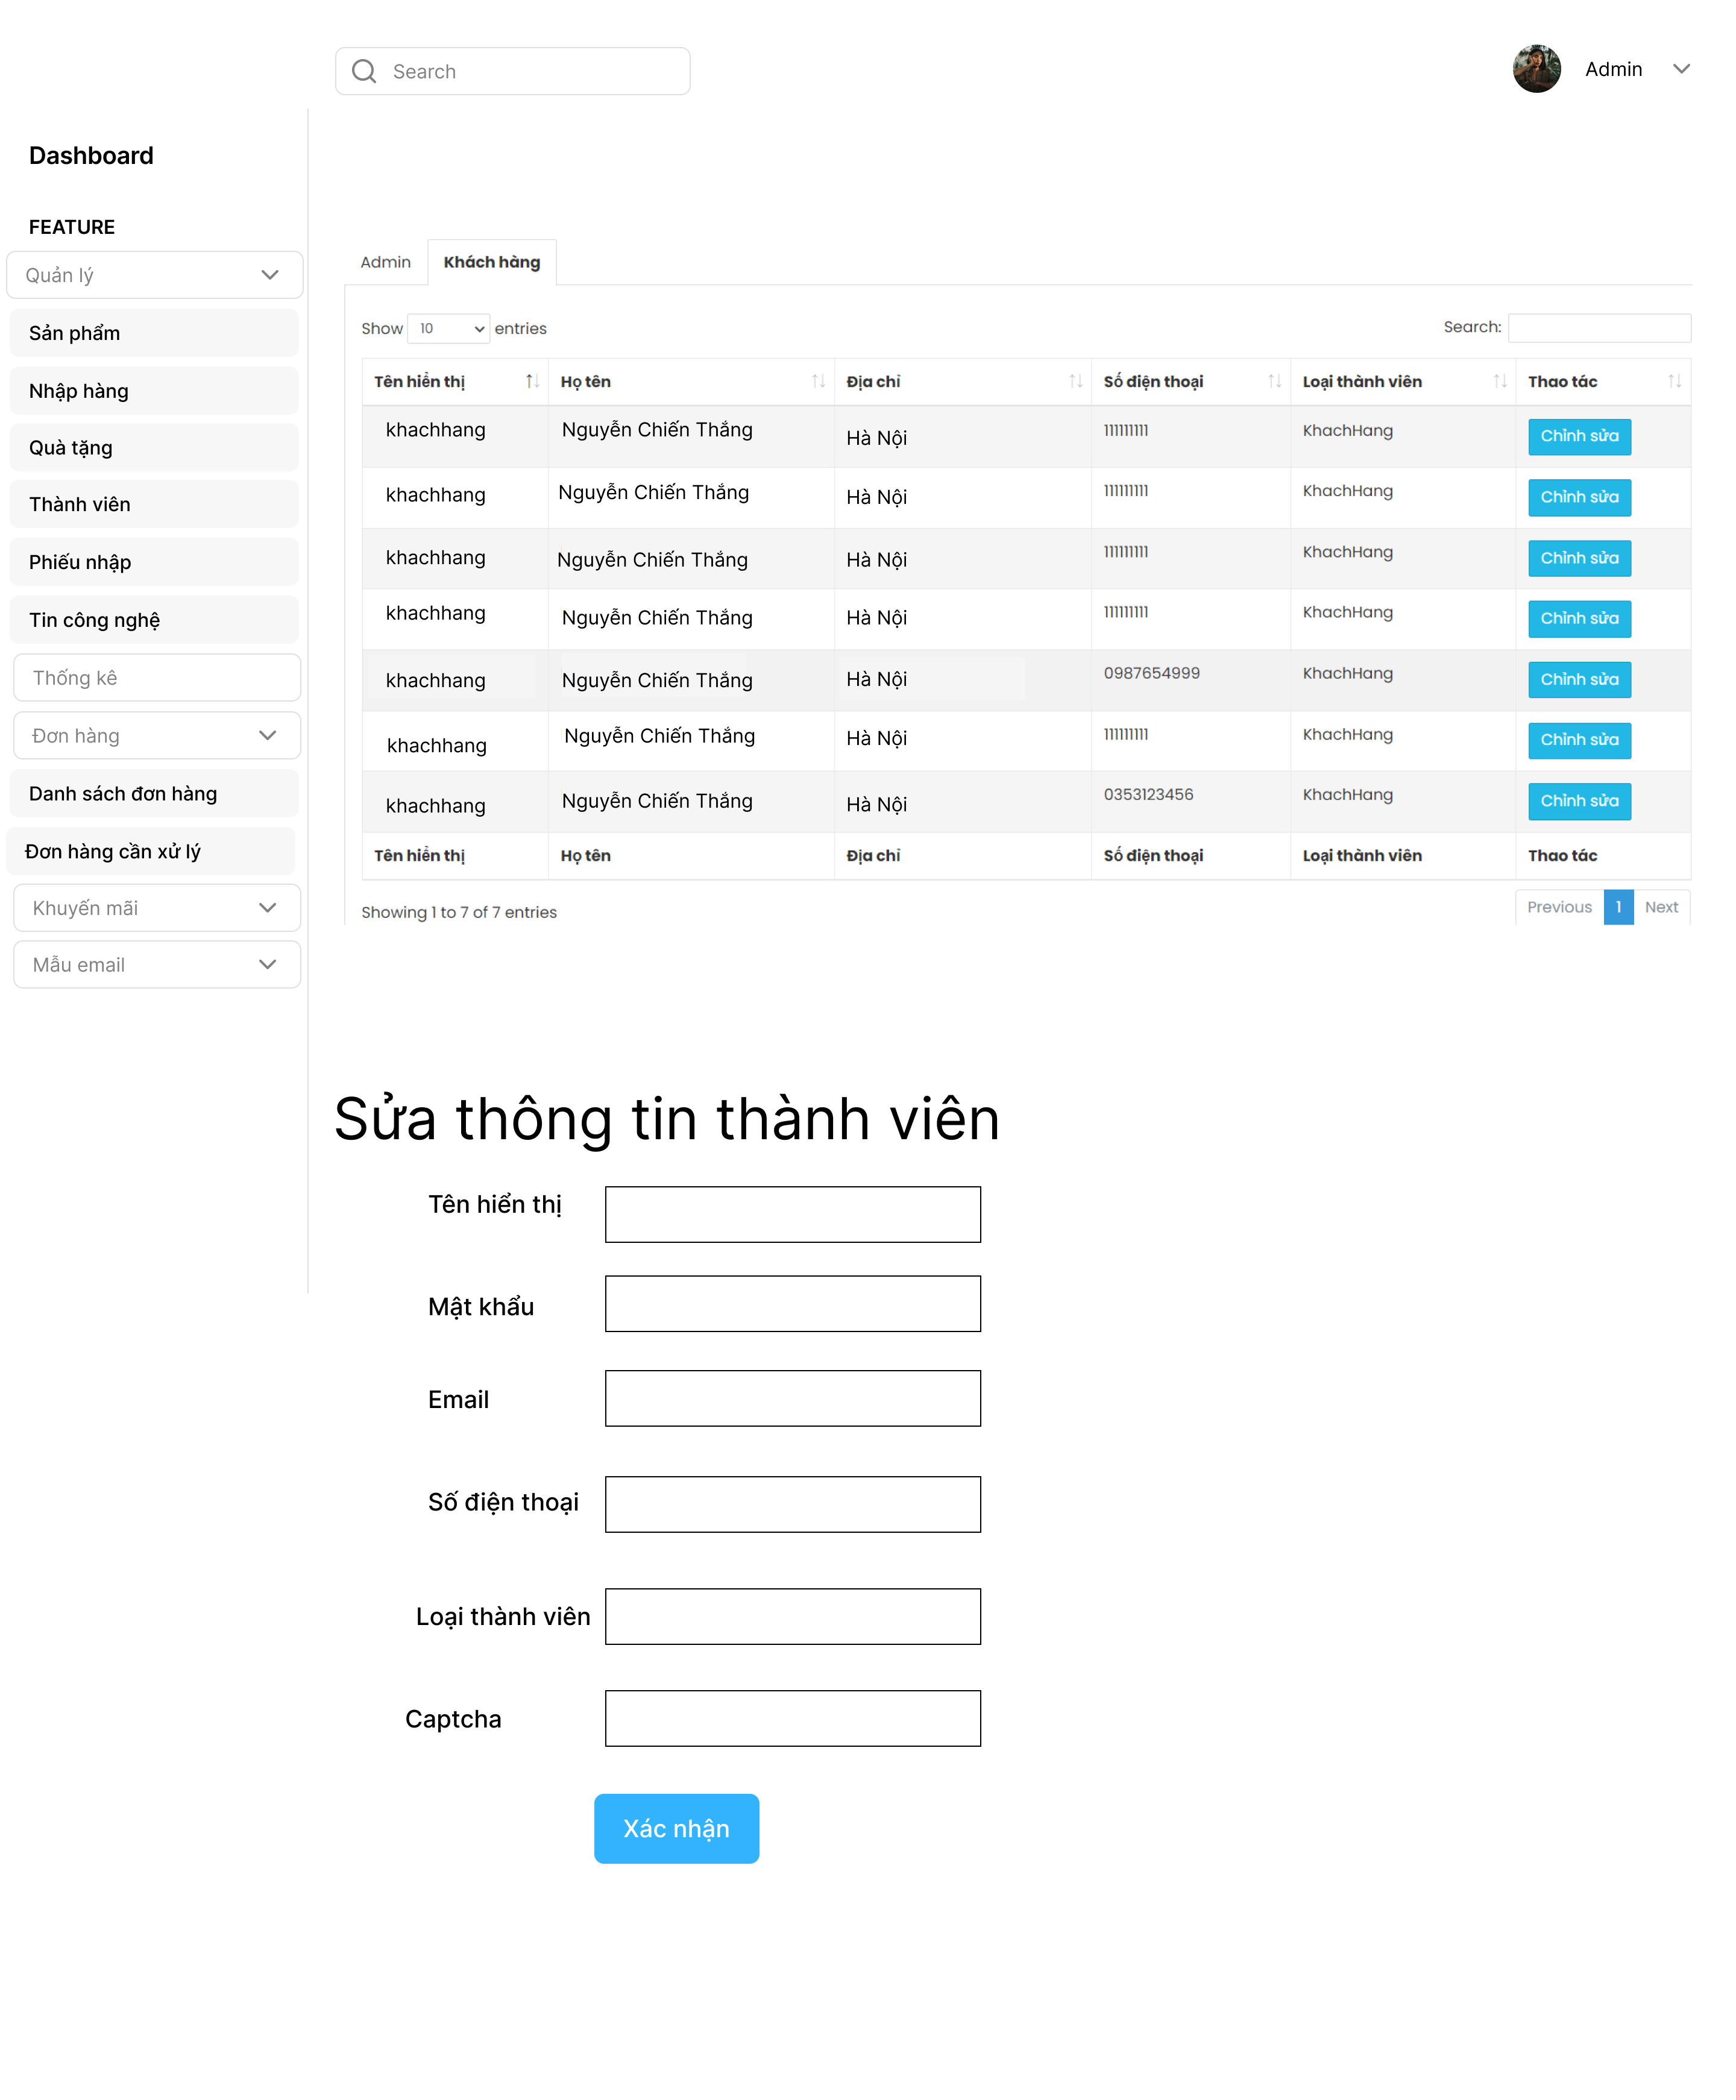 Search
Admin
Dashboard
FEATURE
Quản lý
Sản phẩm
Nhập hàng
Quà tặng
Thành viên
Phiếu nhập
Tin công nghệ
Thống kê
Đơn hàng
Danh sách đơn hàng
Đơn hàng cần xử lý
Khuyến mãi
Mẫu email
Admin Khách hàng
Show 10 entries Search:
Tên hiển thị Họ tên Địa chỉ Số điện thoại Loại thành viên Thao tác
khachhang Nguyễn Chiến Thắng Hà Nội 111111111 KhachHang Chỉnh sửa
khachhang Nguyễn Chiến Thắng Hà Nội 111111111 KhachHang Chỉnh sửa
khachhang Nguyễn Chiến Thắng Hà Nội 111111111 KhachHang Chỉnh sửa
khachhang Nguyễn Chiến Thắng Hà Nội 111111111 KhachHang Chỉnh sửa
khachhang Nguyễn Chiến Thắng Hà Nội 0987654999 KhachHang Chỉnh sửa
khachhang Nguyễn Chiến Thắng Hà Nội 111111111 KhachHang Chỉnh sửa
khachhang Nguyễn Chiến Thắng Hà Nội 0353123456 KhachHang Chỉnh sửa
Tên hiển thị Họ tên Địa chỉ Số điện thoại Loại thành viên Thao tác
Showing 1 to 7 of 7 entries Previous 1 Next
Sửa thông tin thành viên
Tên hiển thị
Mật khẩu
Email
Số điện thoại
Loại thành viên
Captcha
Xác nhận